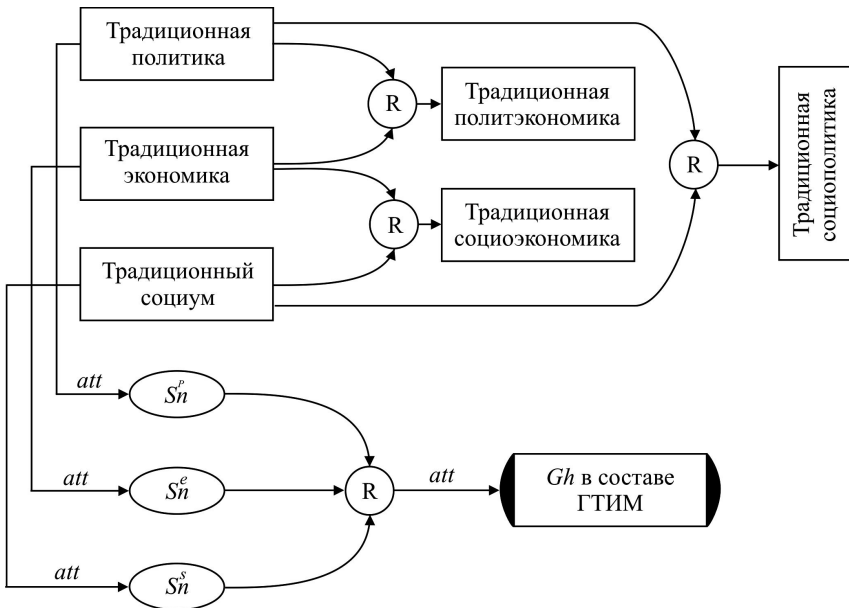 Традиционная
политика
R
Традиционная
политэкономика
Традиционная
экономика
R
Традиционная
социополитика
R
Традиционная
социоэкономика
Традиционный
социум
att
Sn^P
att
Sn^e
R
att
Gh в составе
ГТИМ
att
Sn^s